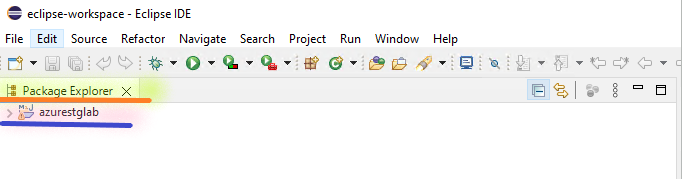 eclipse-workspace - Eclipse IDE
File Edit Source Refactor Navigate Search Project Run Window Help
Package Explorer
azurestglab